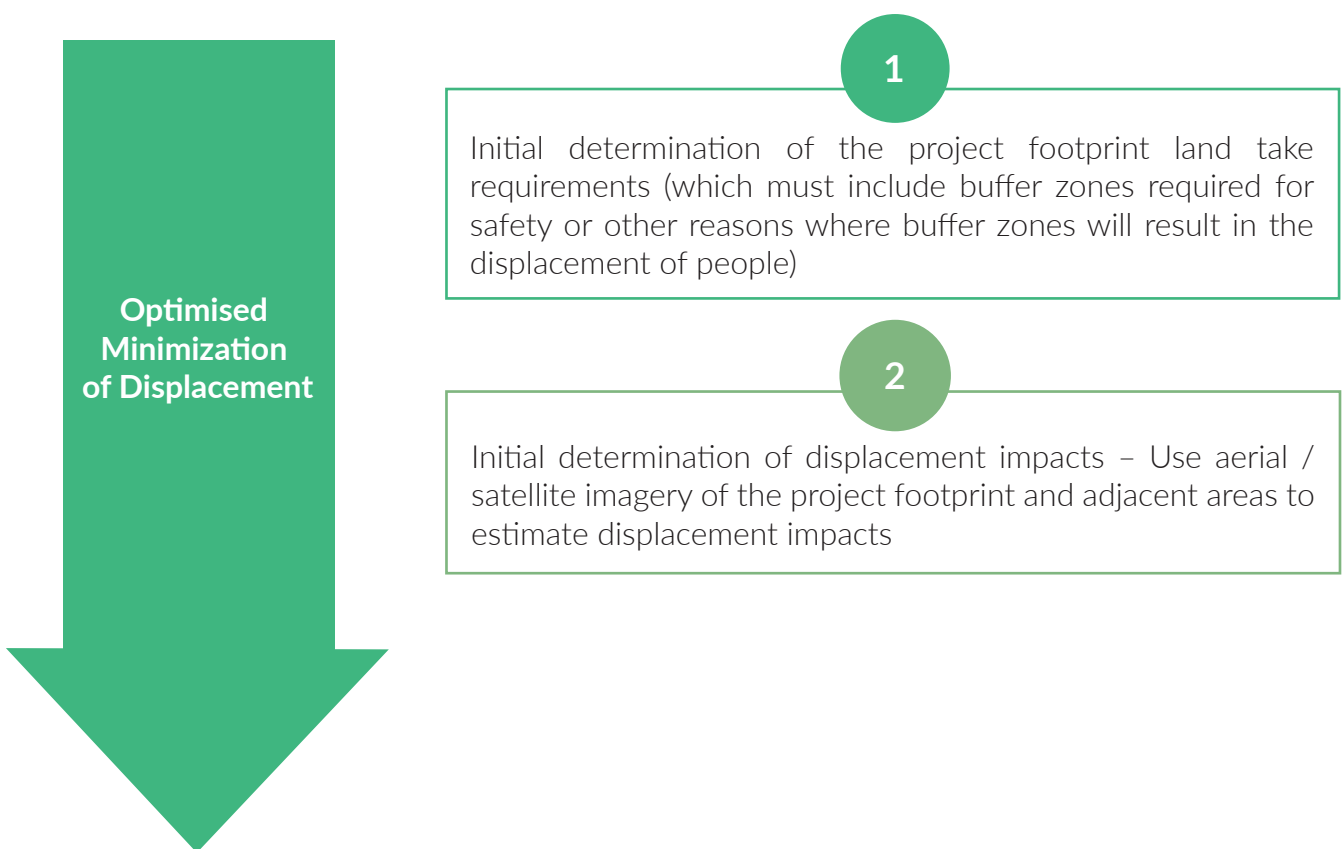 Optimised
Minimization
of Displacement
1
Initial determination of the project footprint land take
requirements (which must include buffer zones required for
safety or other reasons where buffer zones will result in the
displacement of people)
2
Initial determination of displacement impacts – Use aerial /
satellite imagery of the project footprint and adjacent areas to
estimate displacement impacts